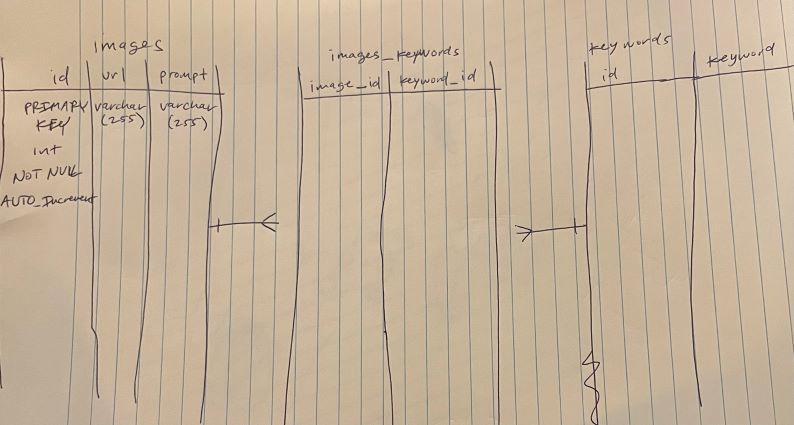 images
id url prompt
PRIMARY varchar varchar
KEY (255) (255)
int
NOT NULL
AUTO_Increment
images_keywords
image_id keyword_id
keywords
id keyword